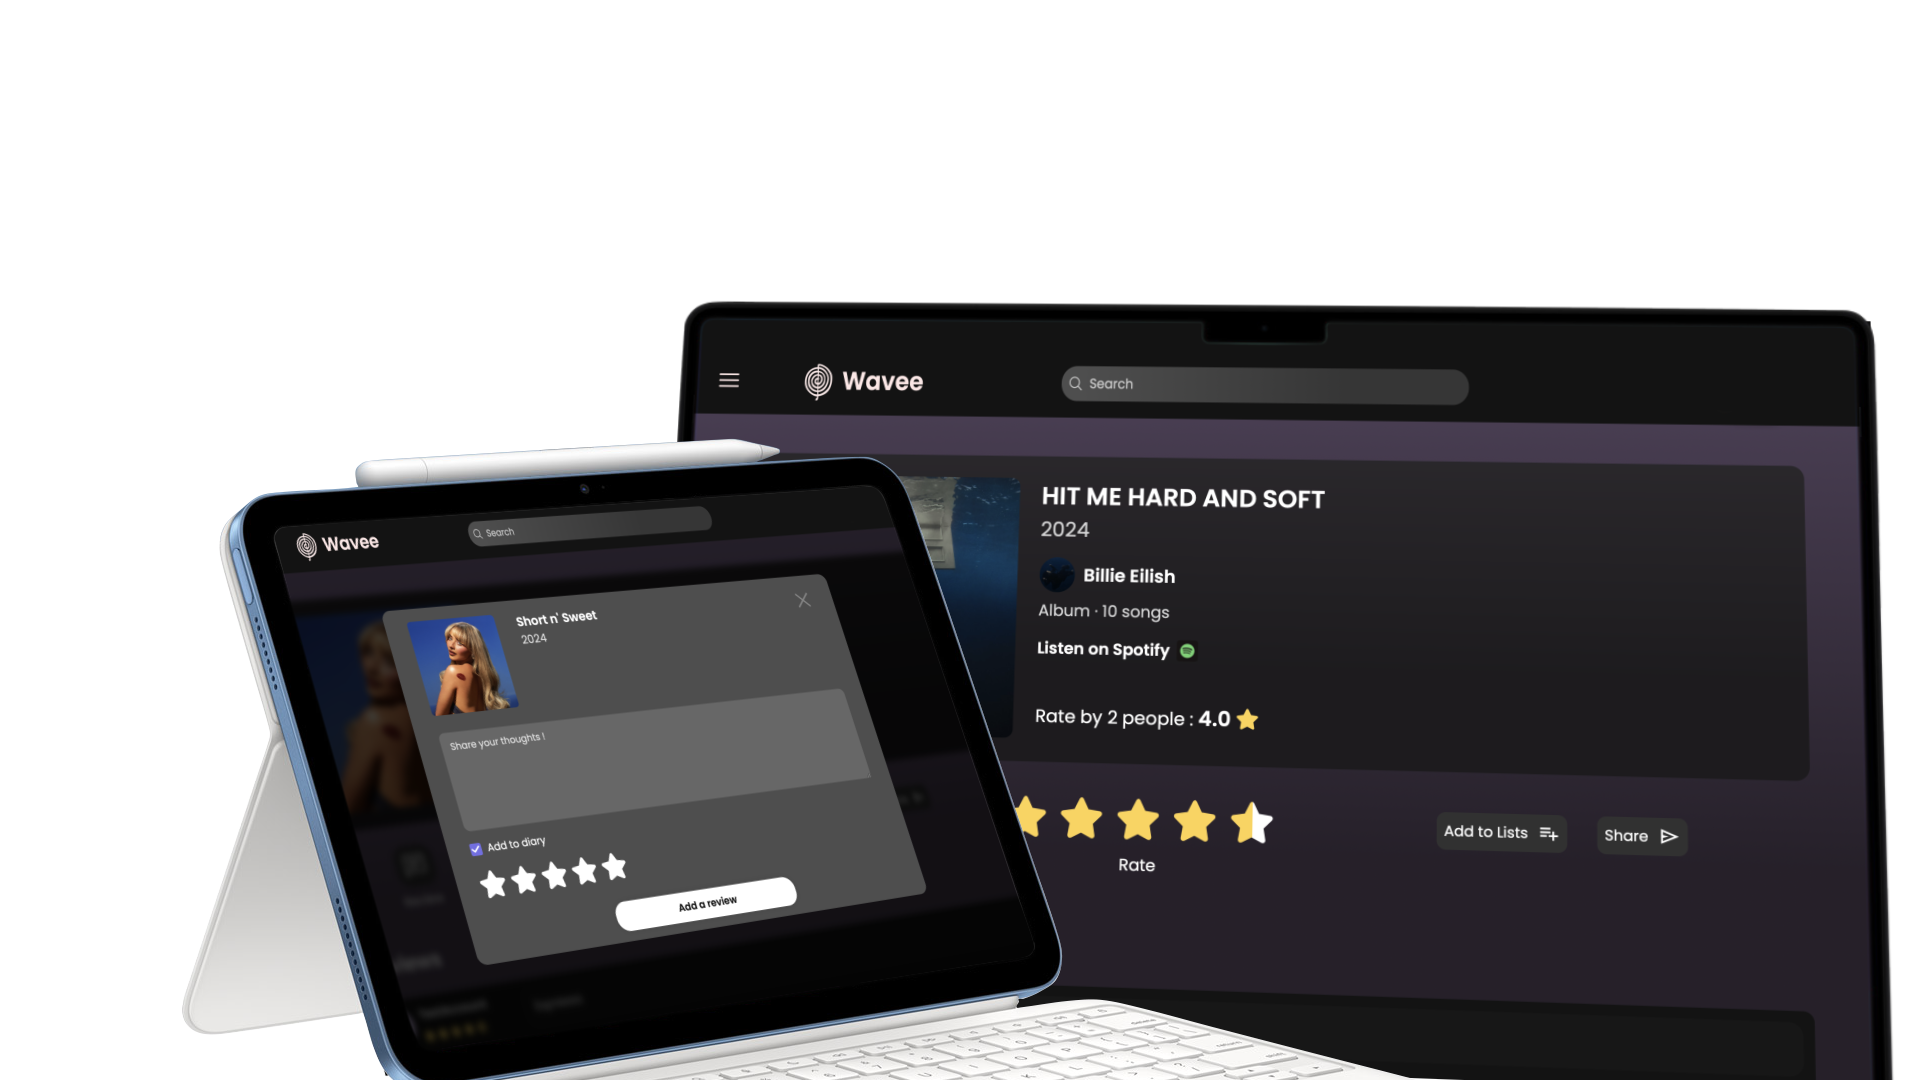 Wavee
Search
HIT ME HARD AND SOFT
2024
Billie Eilish
Album · 10 songs
Listen on Spotify
Rate by 2 people : 4.0
Rate
Add to Lists
Share
Wavee
Search
Short n' Sweet
2024
Share your thoughts !
Add to diary
Add a review